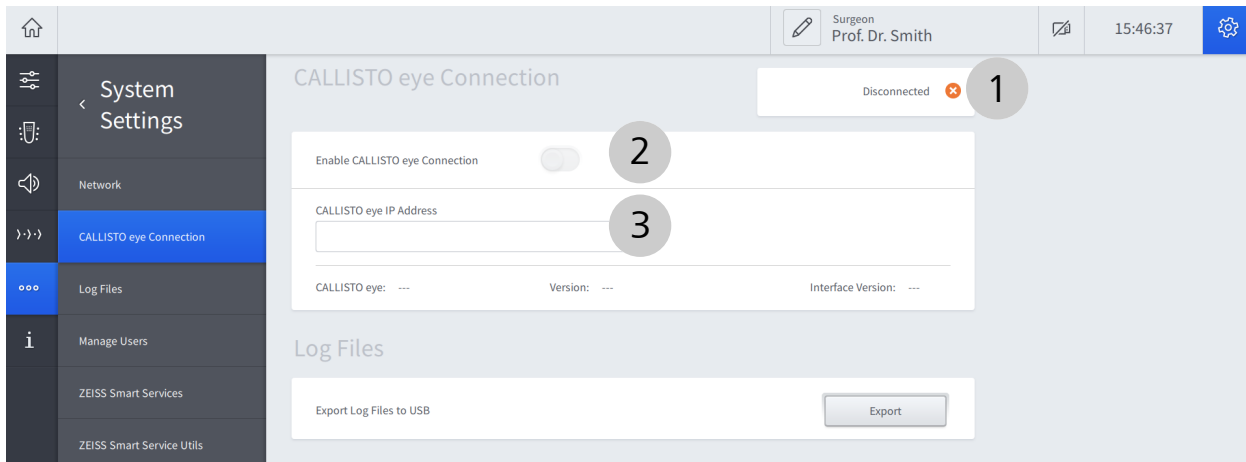 Surgeon
Prof. Dr. Smith
15:46:37
System
Settings
CALLISTO eye Connection
Disconnected
1
Enable CALLISTO eye Connection
2
Network
CALLISTO eye IP Address
3
CALLISTO eye Connection
CALLISTO eye: --- Version: --- Interface Version: ---
Log Files
Manage Users
Log Files
ZEISS Smart Services
Export Log Files to USB
Export
ZEISS Smart Service Utils
i